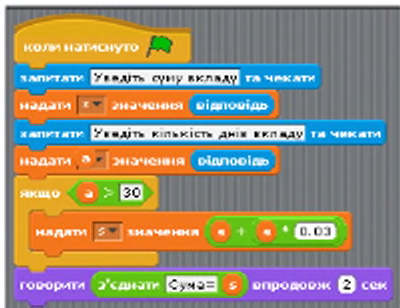 коли натиснуто
запитати Уведіть суму вкладу та чекати
надати s значення відповідь
запитати Уведіть кількість днів вкладу та чекати
надати a значення відповідь
якщо a > 30
надати s значення + * 0.03
говорити з'єднати Сума= s впродовж 2 сек